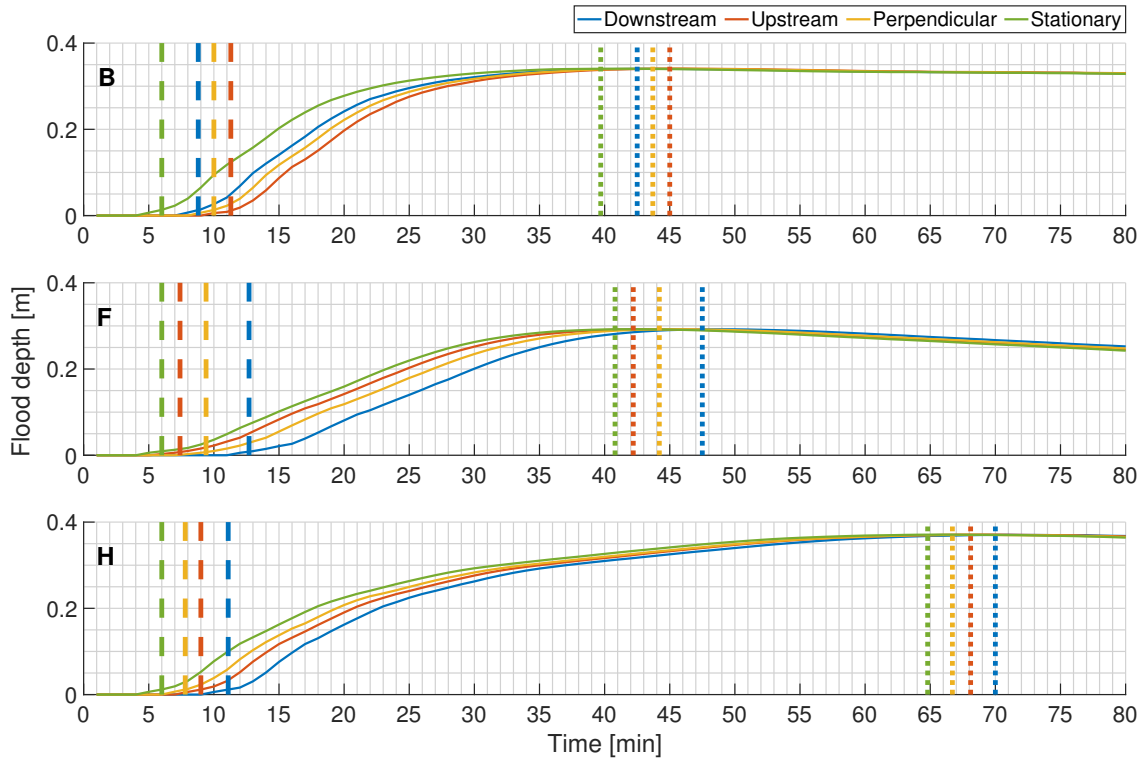 Downstream Upstream Perpendicular Stationary
0.4
B
0.2
0
0 5 10 15 20 25 30 35 40 45 50 55 60 65 70 75 80
0.4
F
0.2
0
0 5 10 15 20 25 30 35 40 45 50 55 60 65 70 75 80
Flood depth [m]
0.4
H
0.2
0
0 5 10 15 20 25 30 35 40 45 50 55 60 65 70 75 80
Time [min]